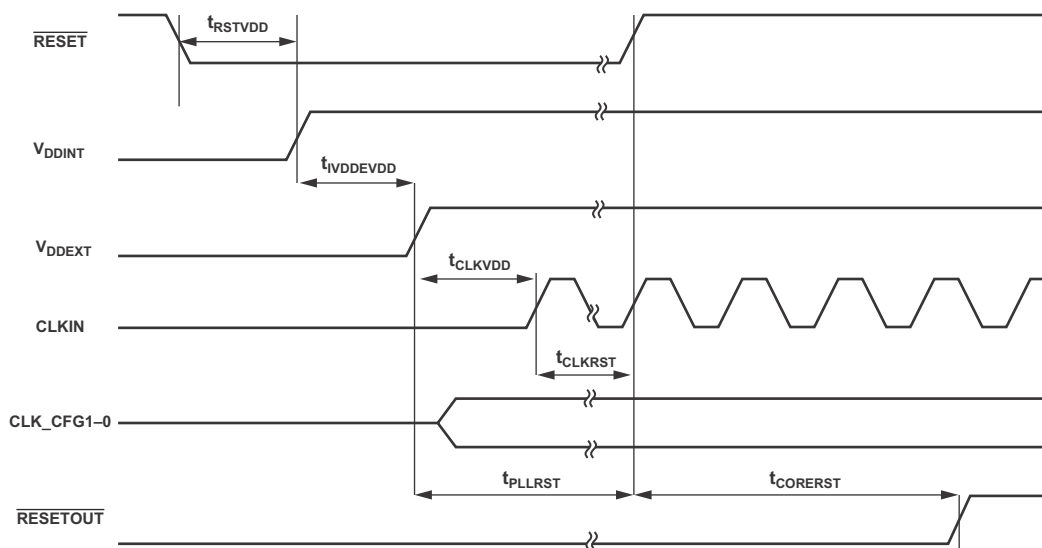 tRSTVDD
RESET
VDDINT
tIVDDEVDD
VDDEXT
tCLKVDD
CLKIN
tCLKRST
CLK_CFG1–0
tPLLRST
tCORERST
RESETOUT